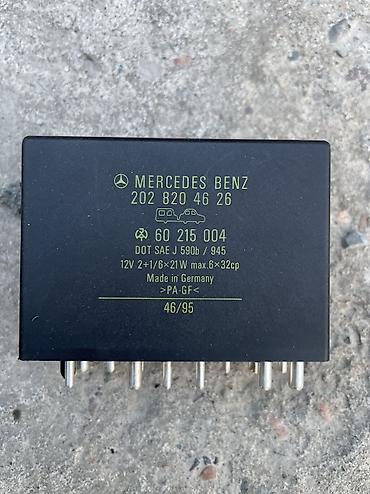 MERCEDES BENZ
202 820 46 26
60 215 004
DOT SAE J 590b / 945
12V 2+1/6×21W max.6×32cp
Made in Germany
>PA-GF<
46/95